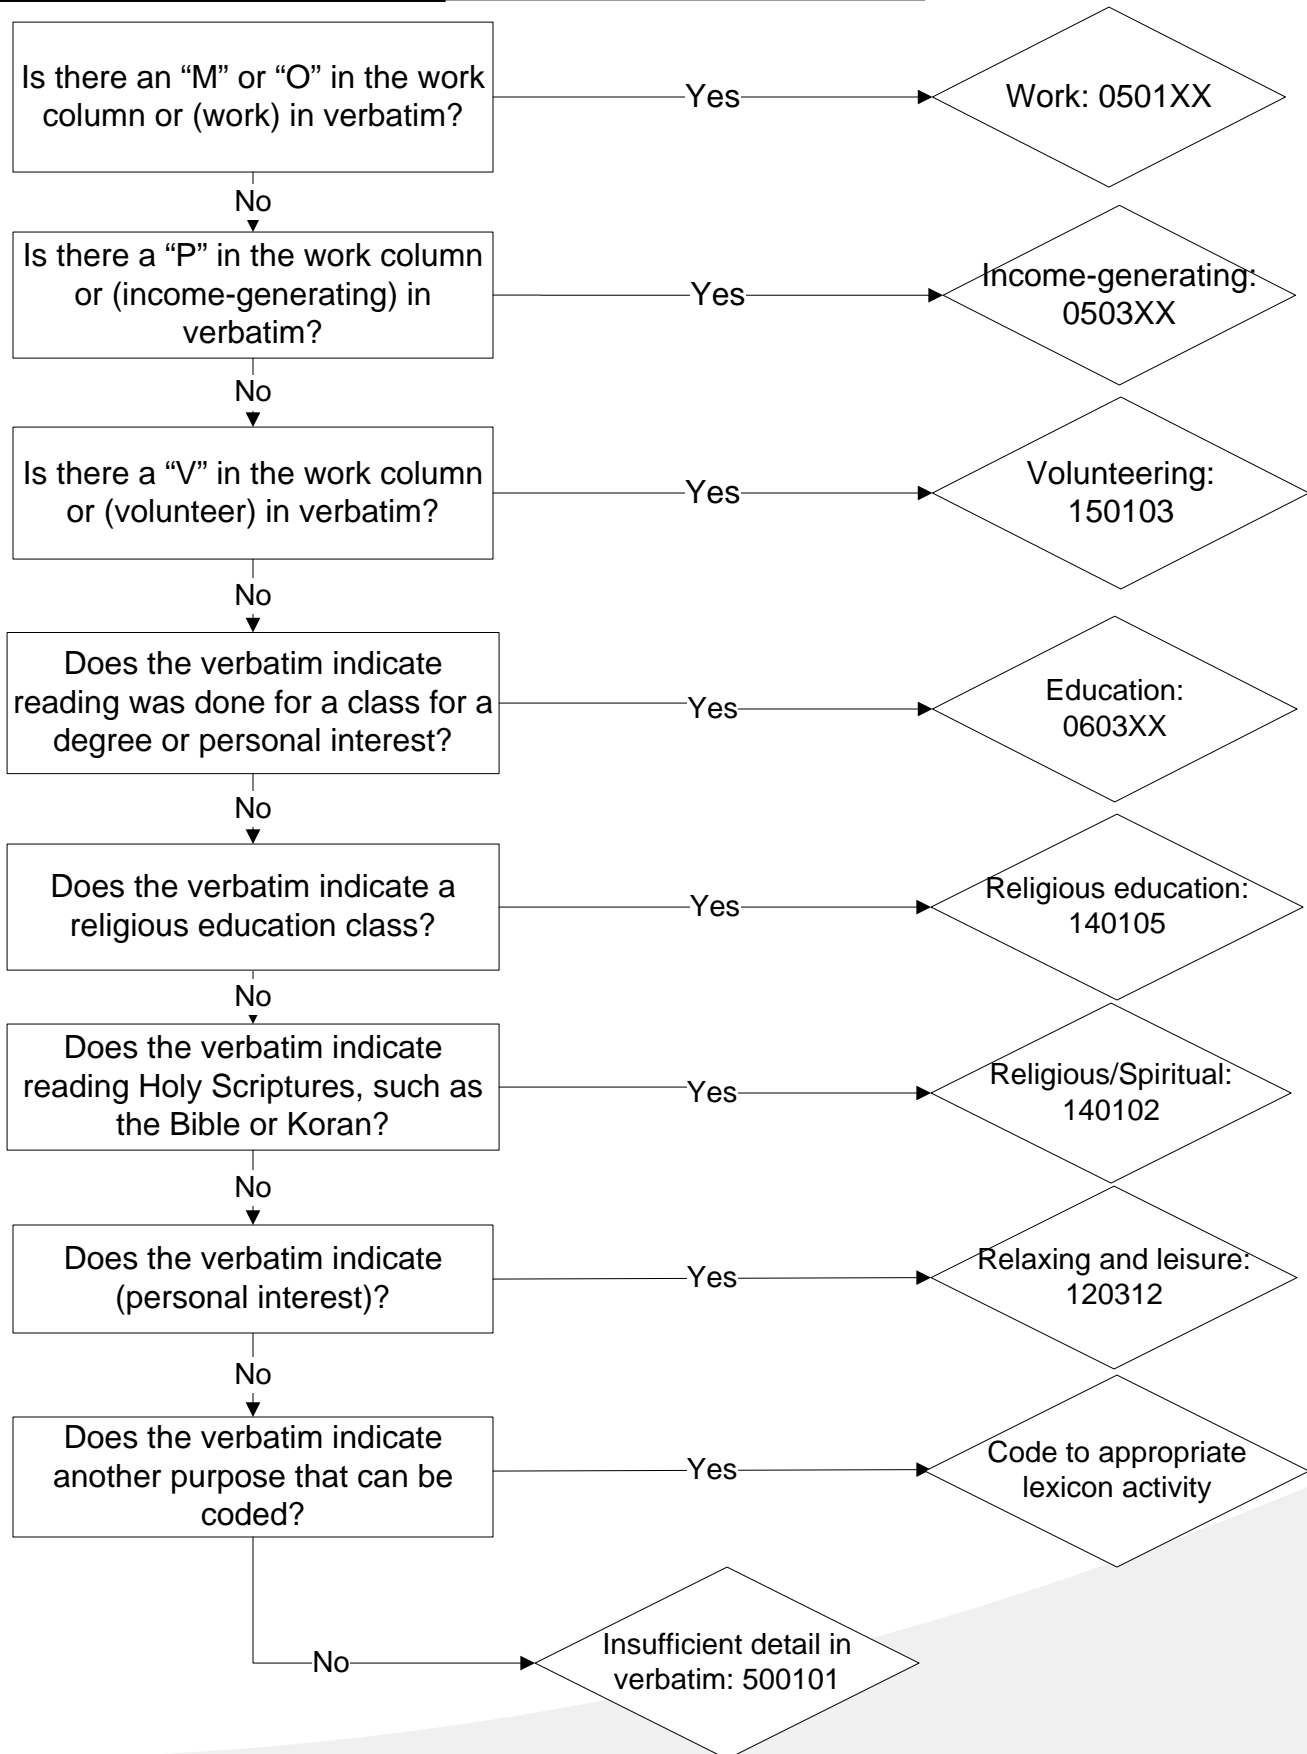 Is there an “M” or “O” in the work
column or (work) in verbatim?
Yes
Work: 0501XX
No
Is there a “P” in the work column
or (income-generating) in
verbatim?
Yes
Income-generating:
0503XX
No
Is there a “V” in the work column
or (volunteer) in verbatim?
Yes
Volunteering:
150103
No
Does the verbatim indicate
reading was done for a class for a
degree or personal interest?
Yes
Education:
0603XX
No
Does the verbatim indicate a
religious education class?
Yes
Religious education:
140105
No
Does the verbatim indicate
reading Holy Scriptures, such as
the Bible or Koran?
Yes
Religious/Spiritual:
140102
No
Does the verbatim indicate
(personal interest)?
Yes
Relaxing and leisure:
120312
No
Does the verbatim indicate
another purpose that can be
coded?
Yes
Code to appropriate
lexicon activity
No
Insufficient detail in
verbatim: 500101